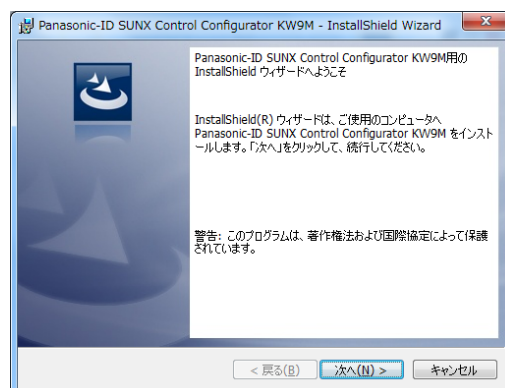 Panasonic-ID SUNX Control Configurator KW9M - InstallShield Wizard
Panasonic-ID SUNX Control Configurator KW9M用の
InstallShield ウィザードへようこそ
InstallShield(R) ウィザードは、ご使用のコンピュータへ
Panasonic-ID SUNX Control Configurator KW9M をインスト
ールします。「次へ」をクリックして、続行してください。
警告: このプログラムは、著作権法および国際協定によって保護
されています。
< 戻る(B)
次へ(N) >
キャンセル